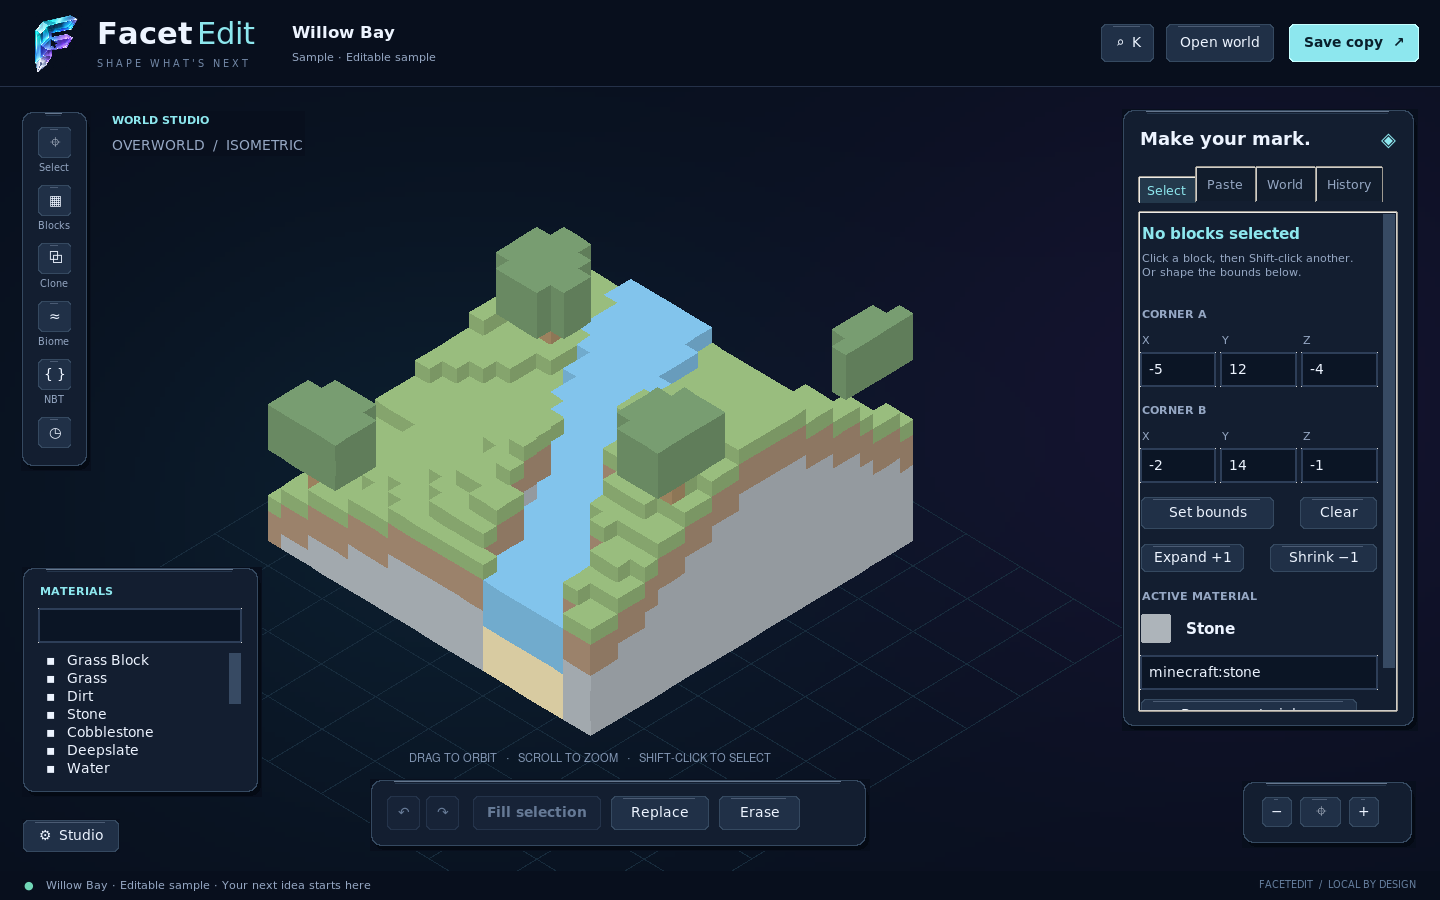 FacetEdit
SHAPE WHAT'S NEXT
Willow Bay
Sample · Editable sample
⌕ K
Open world
Save copy ↗
Select
Blocks
Clone
Biome
{ }
NBT
WORLD STUDIO
OVERWORLD / ISOMETRIC
Make your mark.
Select Paste World History
No blocks selected
Click a block, then Shift-click another.
Or shape the bounds below.
CORNER A
X Y Z
-5 12 -4
CORNER B
X Y Z
-2 14 -1
Set bounds Clear
Expand +1 Shrink −1
ACTIVE MATERIAL
Stone
minecraft:stone
MATERIALS
Grass Block
Grass
Dirt
Stone
Cobblestone
Deepslate
Water
DRAG TO ORBIT · SCROLL TO ZOOM · SHIFT-CLICK TO SELECT
↶ ↷ Fill selection Replace Erase
− +
⚙ Studio
Willow Bay · Editable sample · Your next idea starts here
FACETEDIT / LOCAL BY DESIGN